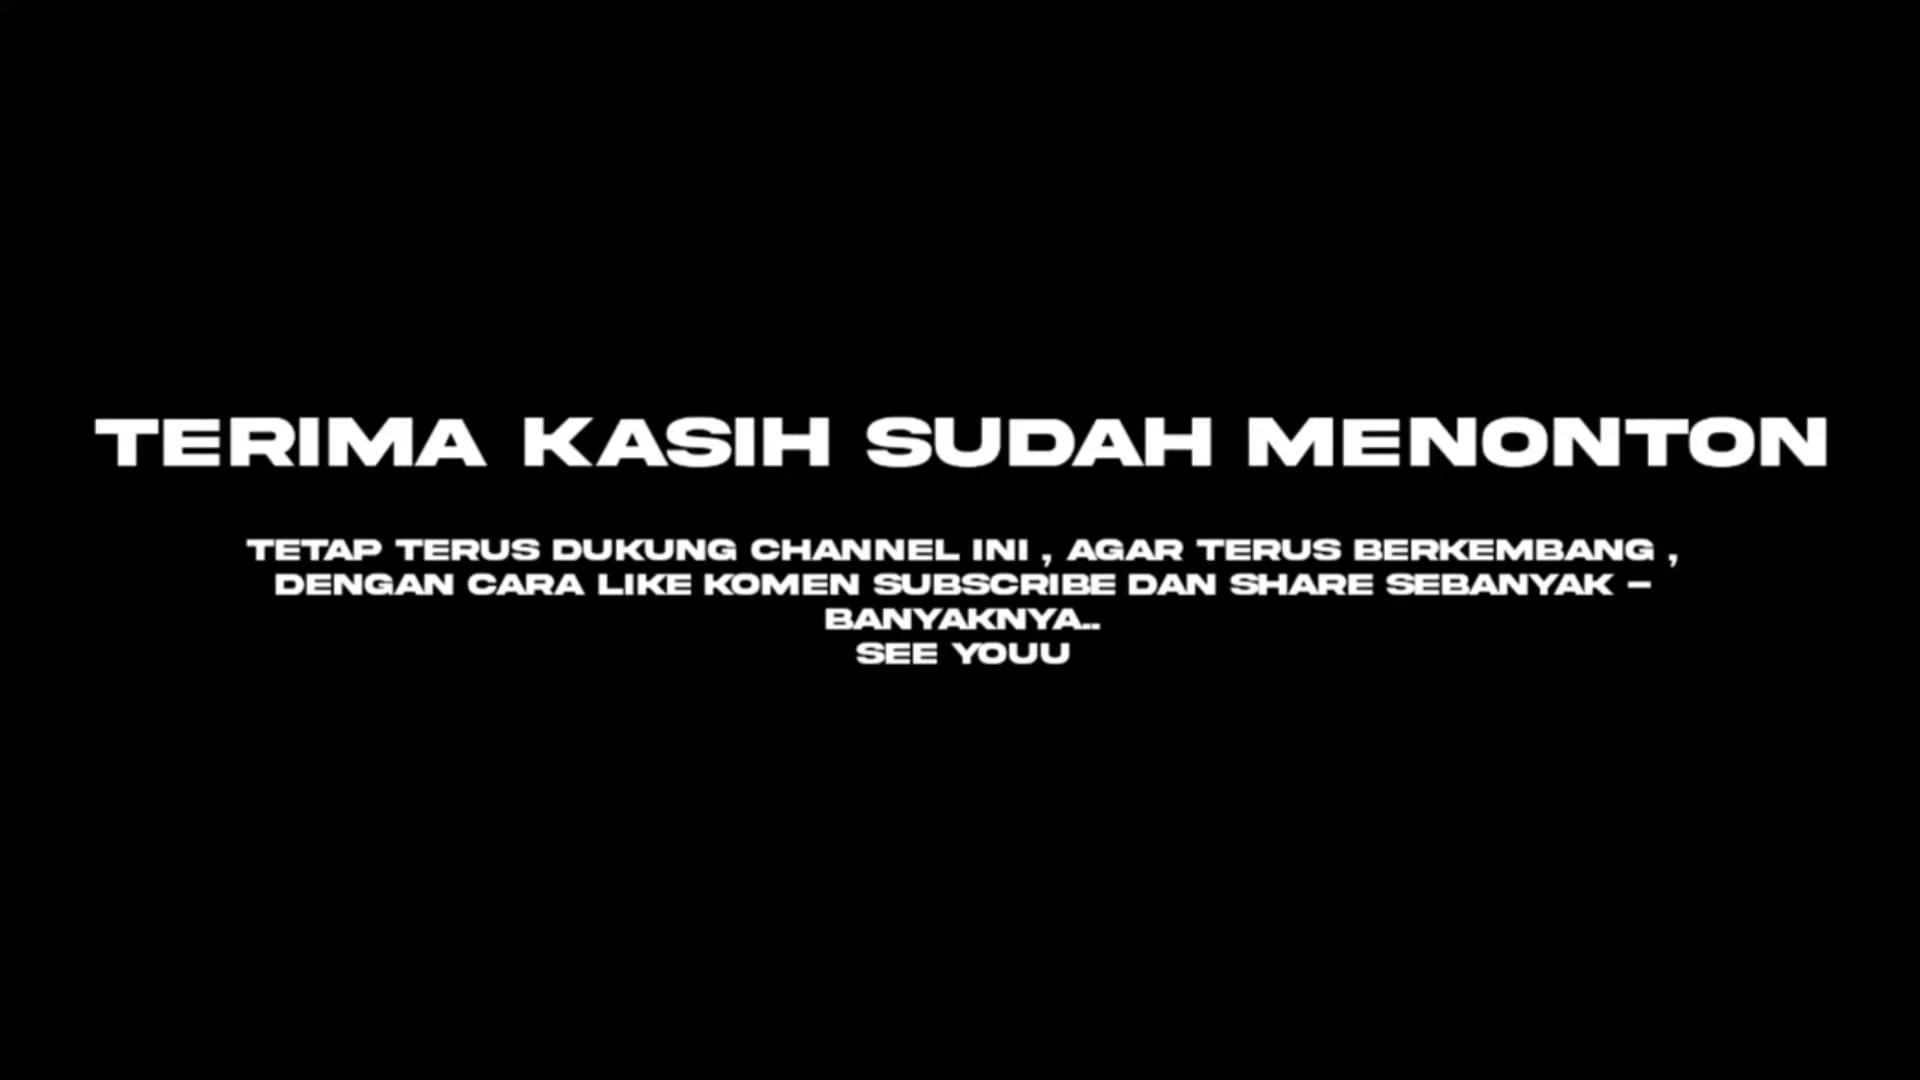 TERIMA KASIH SUDAH MENONTON
TETAP TERUS DUKUNG CHANNEL INI , AGAR TERUS BERKEMBANG ,
DENGAN CARA LIKE KOMEN SUBSCRIBE DAN SHARE SEBANYAK -
BANYAKNYA..
SEE YOUU